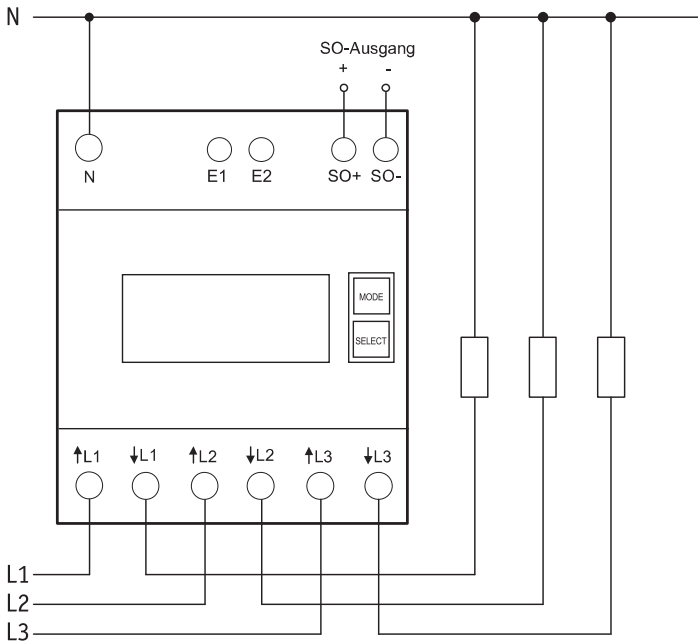 N
SO-Ausgang
+ -
N E1 E2 SO+ SO-
MODE
SELECT
↑L1 ↓L1 ↑L2 ↓L2 ↑L3 ↓L3
L1
L2
L3